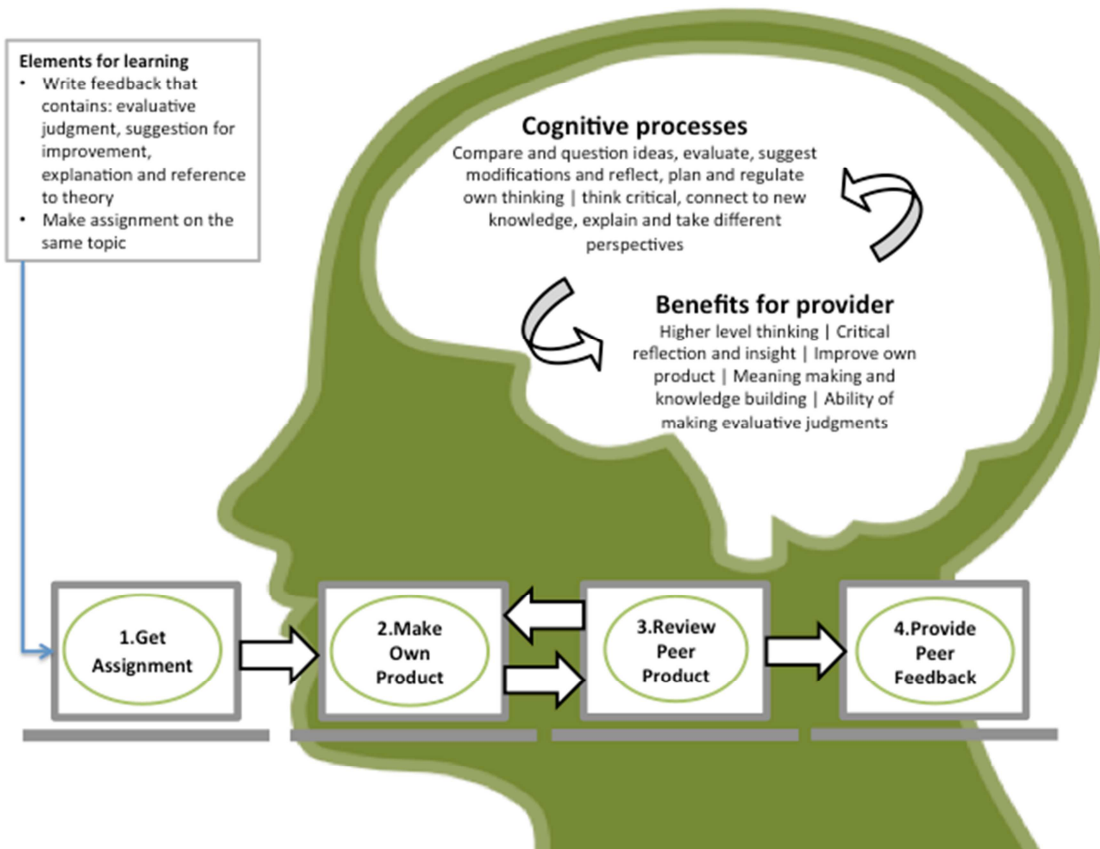 Elements for learning
• Write feedback that
contains: evaluative
judgment, suggestion for
improvement,
explanation and reference
to theory
• Make assignment on the
same topic
Cognitive processes
Compare and question ideas, evaluate, suggest
modifications and reflect, plan and regulate
own thinking | think critical, connect to new
knowledge, explain and take different
perspectives
Benefits for provider
Higher level thinking | Critical
reflection and insight | Improve own
product | Meaning making and
knowledge building | Ability of
making evaluative judgments
1.Get
Assignment
2.Make
Own
Product
3.Review
Peer
Product
4.Provide
Peer
Feedback